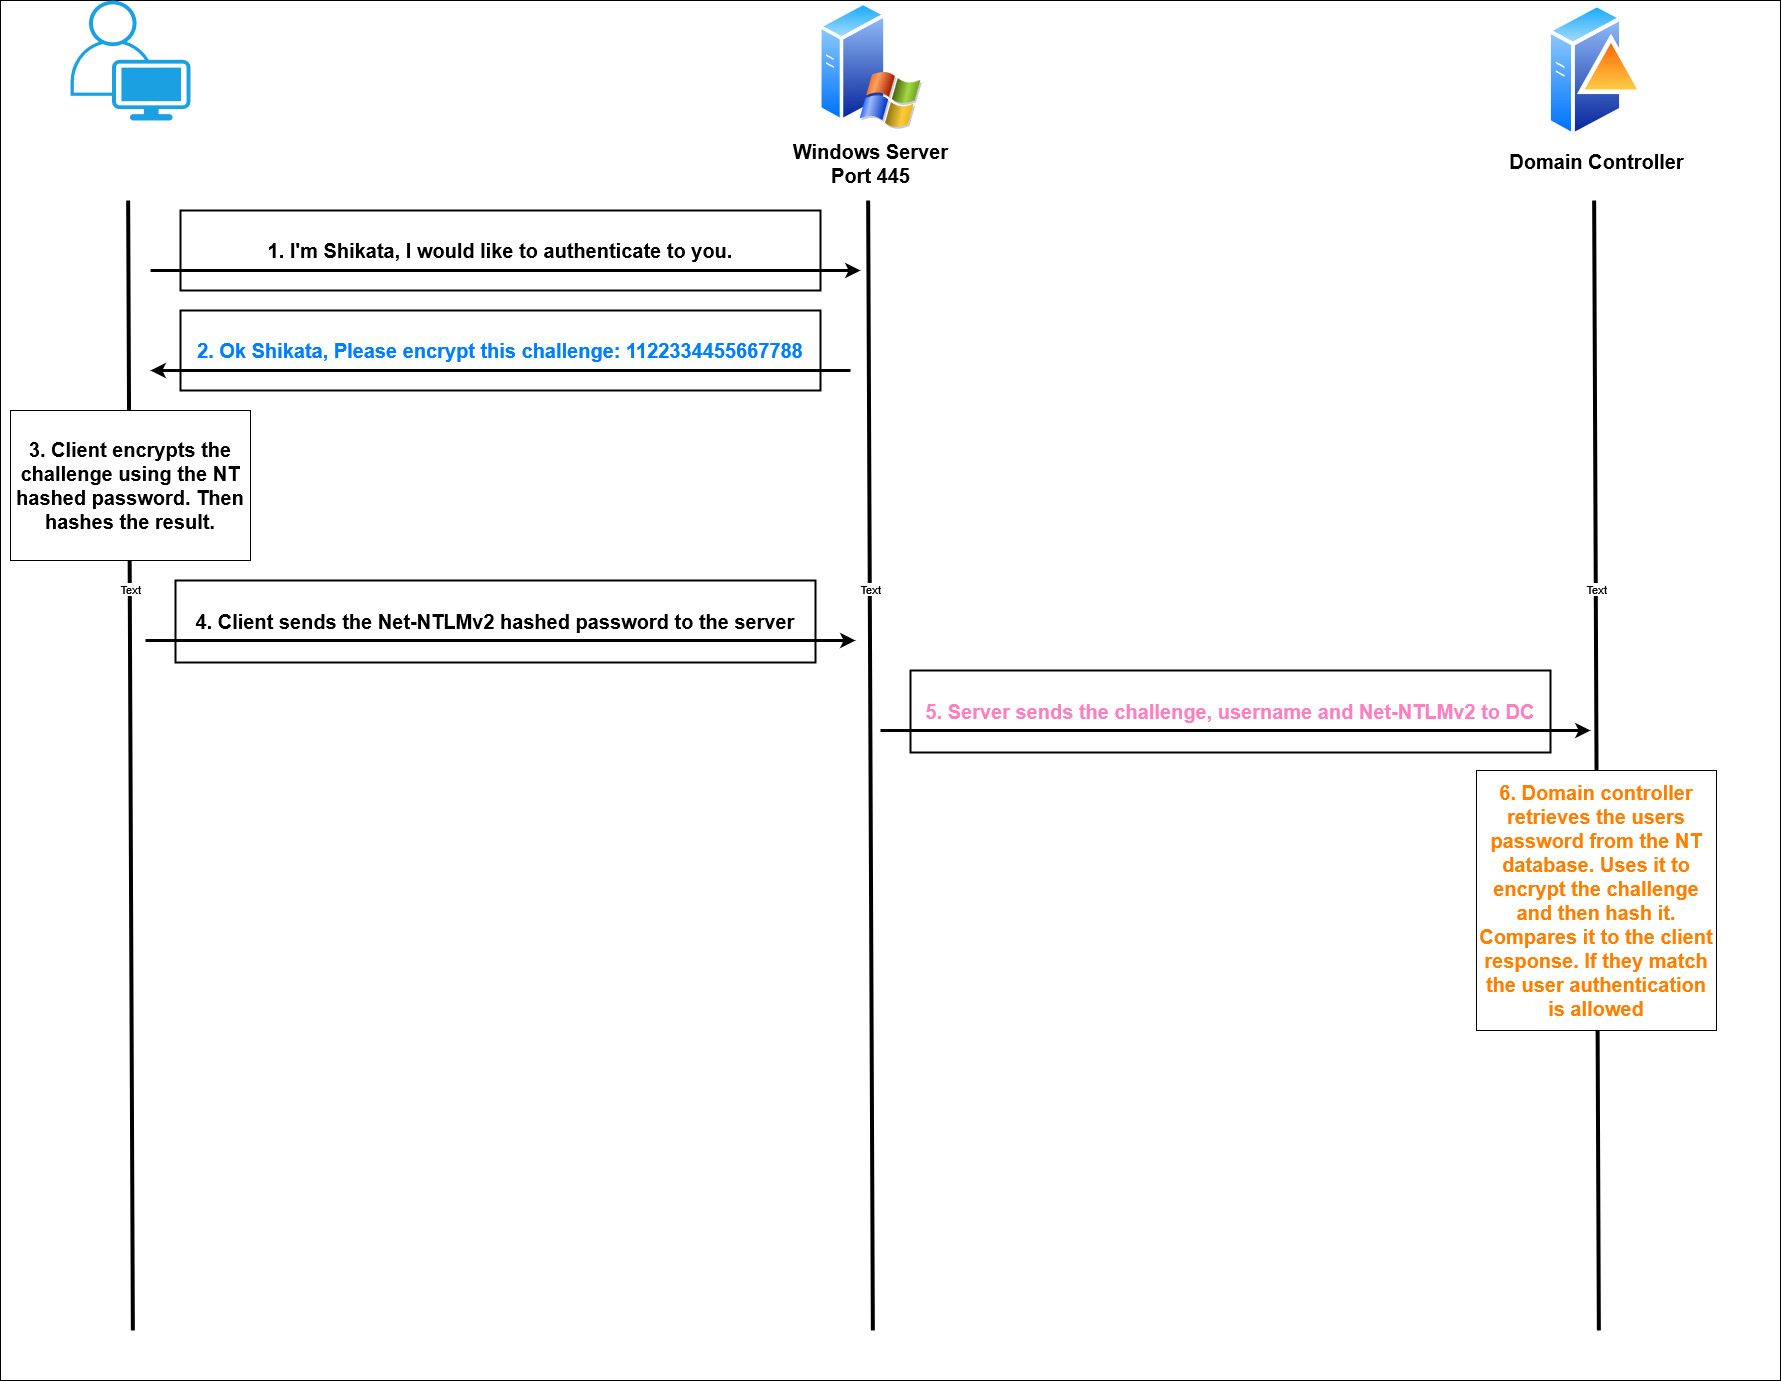 Windows Server
Port 445
Domain Controller
1. I'm Shikata, I would like to authenticate to you.
2. Ok Shikata, Please encrypt this challenge: 1122334455667788
3. Client encrypts the
challenge using the NT
hashed password. Then
hashes the result.
Text
Text
Text
4. Client sends the Net-NTLMv2 hashed password to the server
5. Server sends the challenge, username and Net-NTLMv2 to DC
6. Domain controller
retrieves the users
password from the NT
database. Uses it to
encrypt the challenge
and then hash it.
Compares it to the client
response. If they match
the user authentication
is allowed